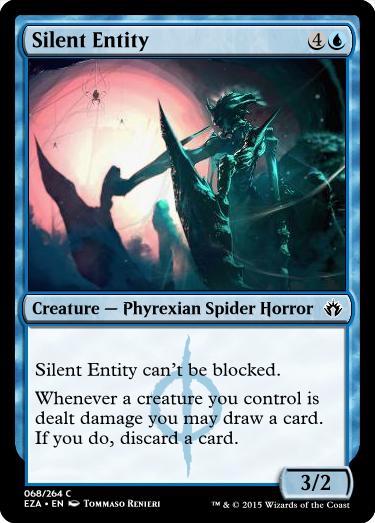 Silent Entity 4
Creature — Phyrexian Spider Horror
Silent Entity can't be blocked.
Whenever a creature you control is
dealt damage you may draw a card.
If you do, discard a card.
3/2
068/264 C
EZA • EN Tommaso Renieri ™ & © 2015 Wizards of the Coast